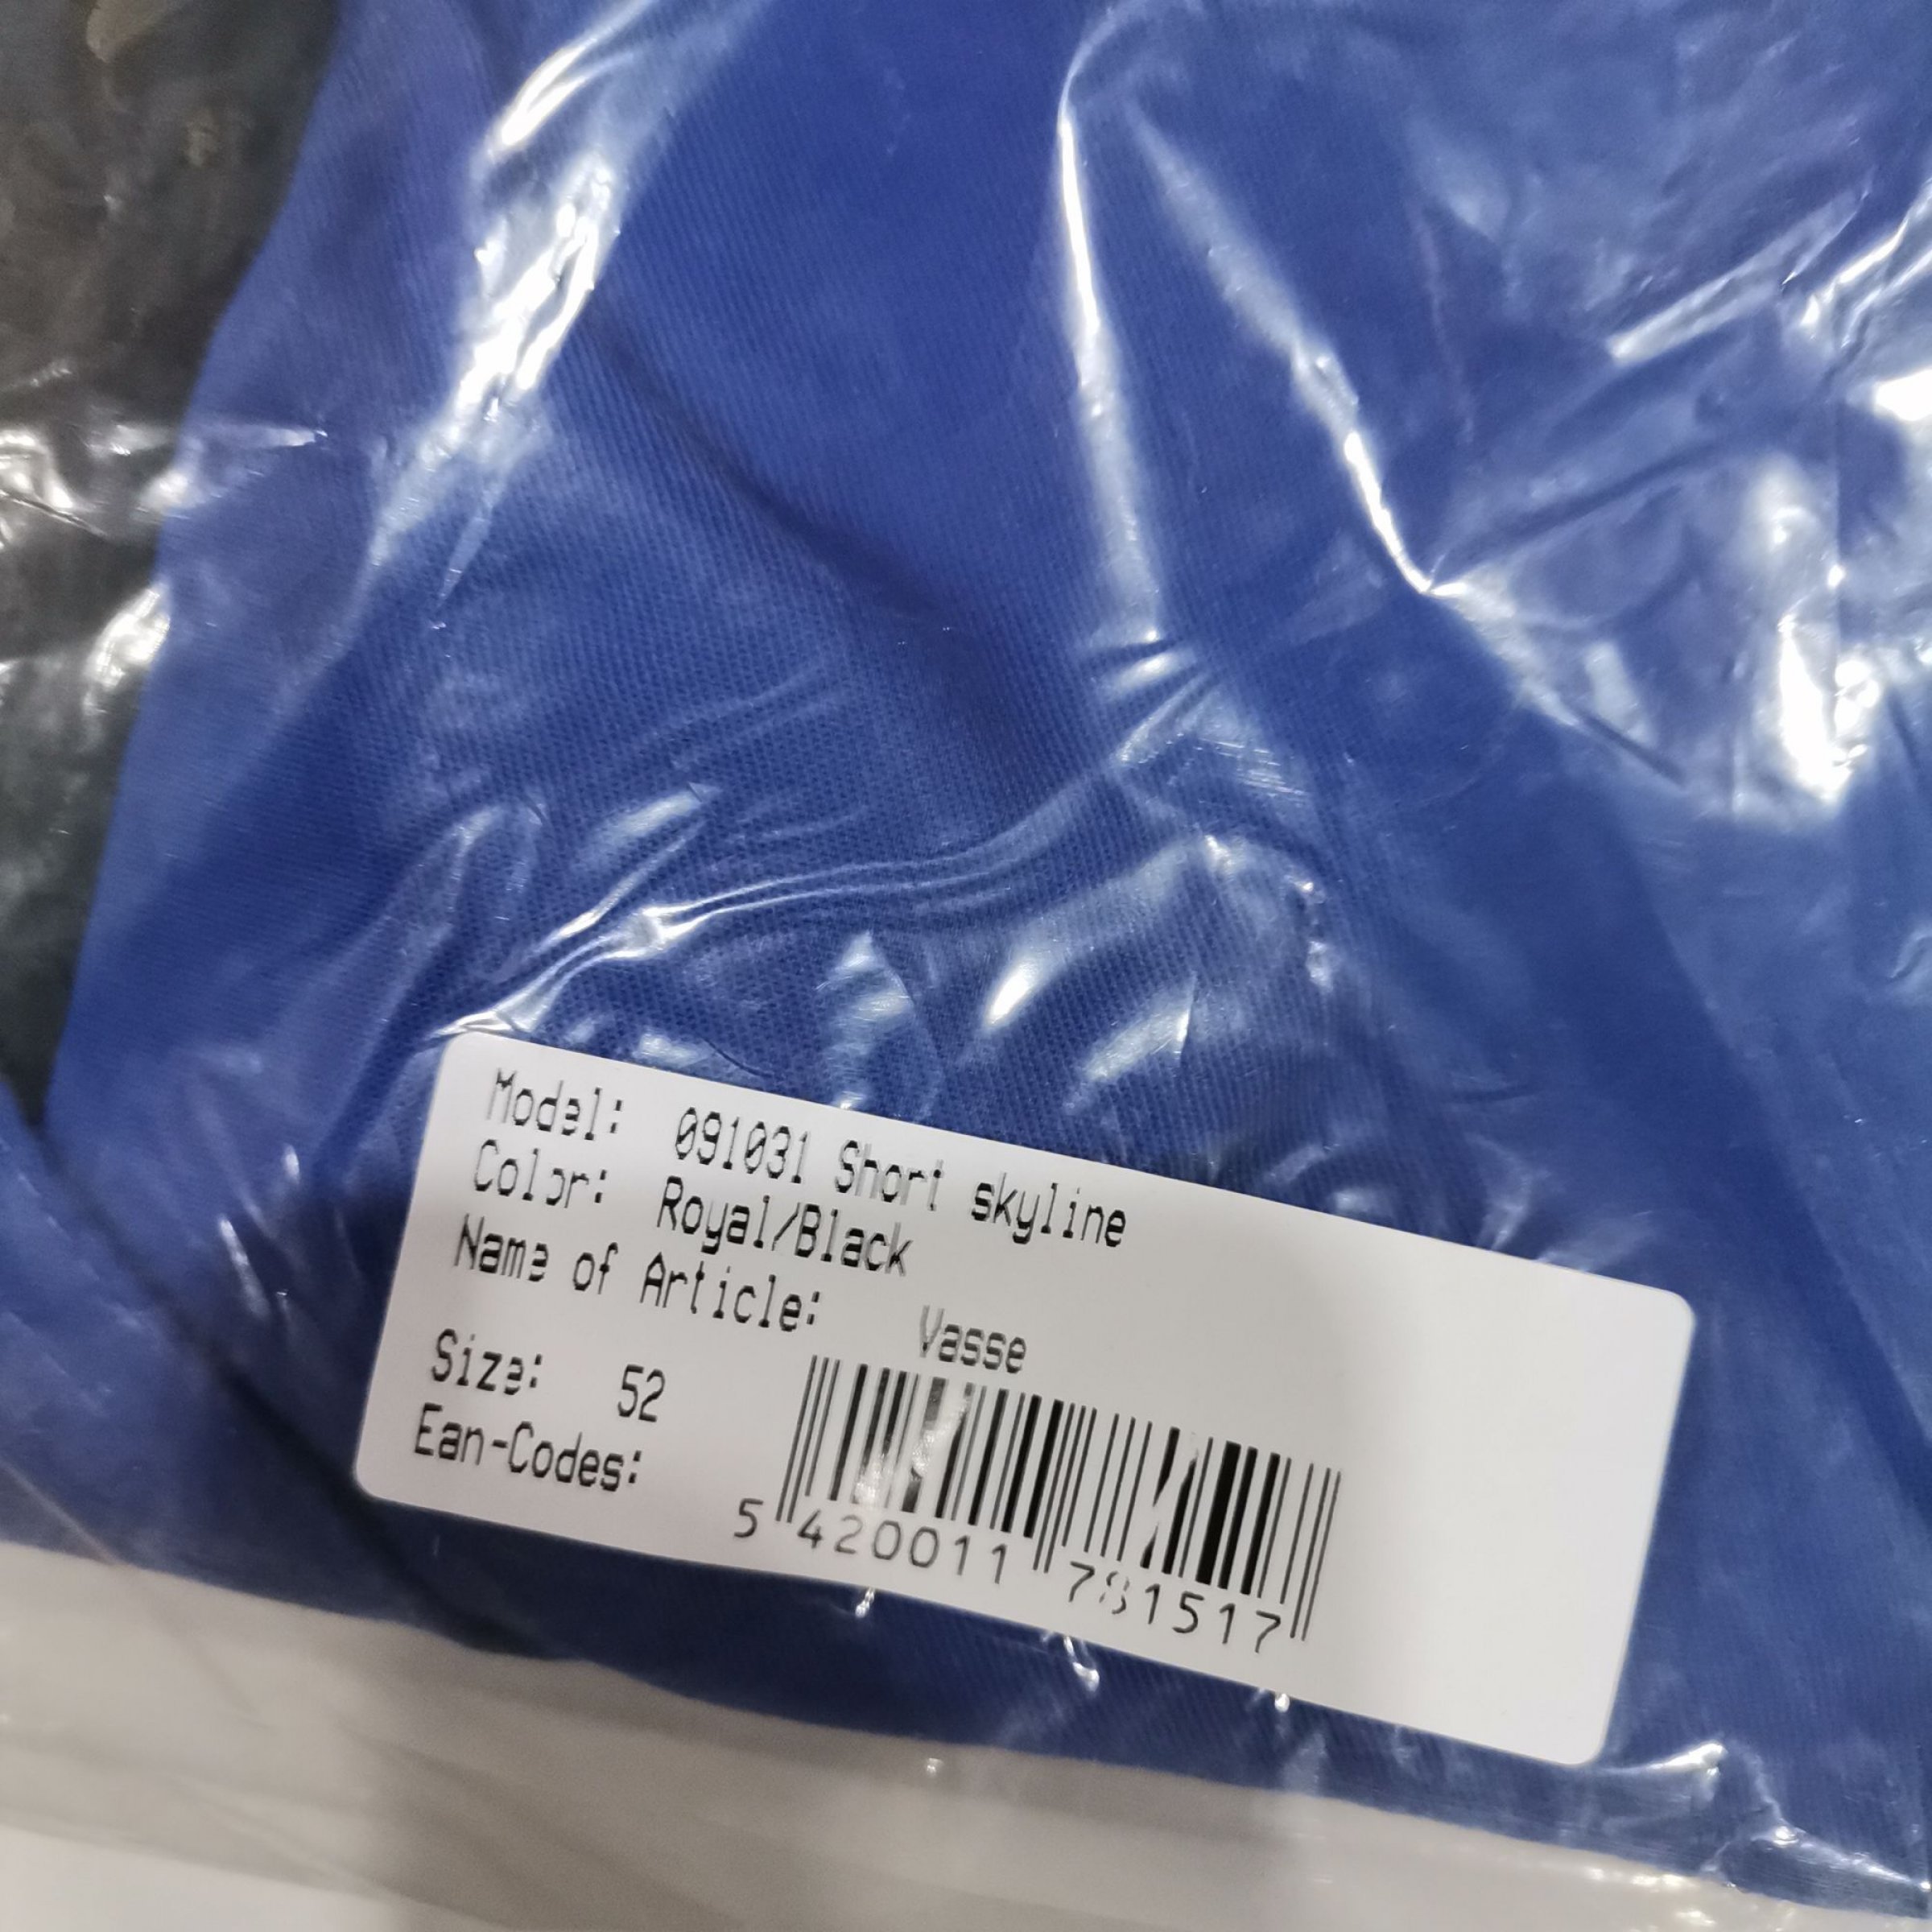 Model: 091031 Short skyline
Color: Royal/Black
Name of Article: Vasse
Size: 52
Ean-Codes:
5 420011 781517